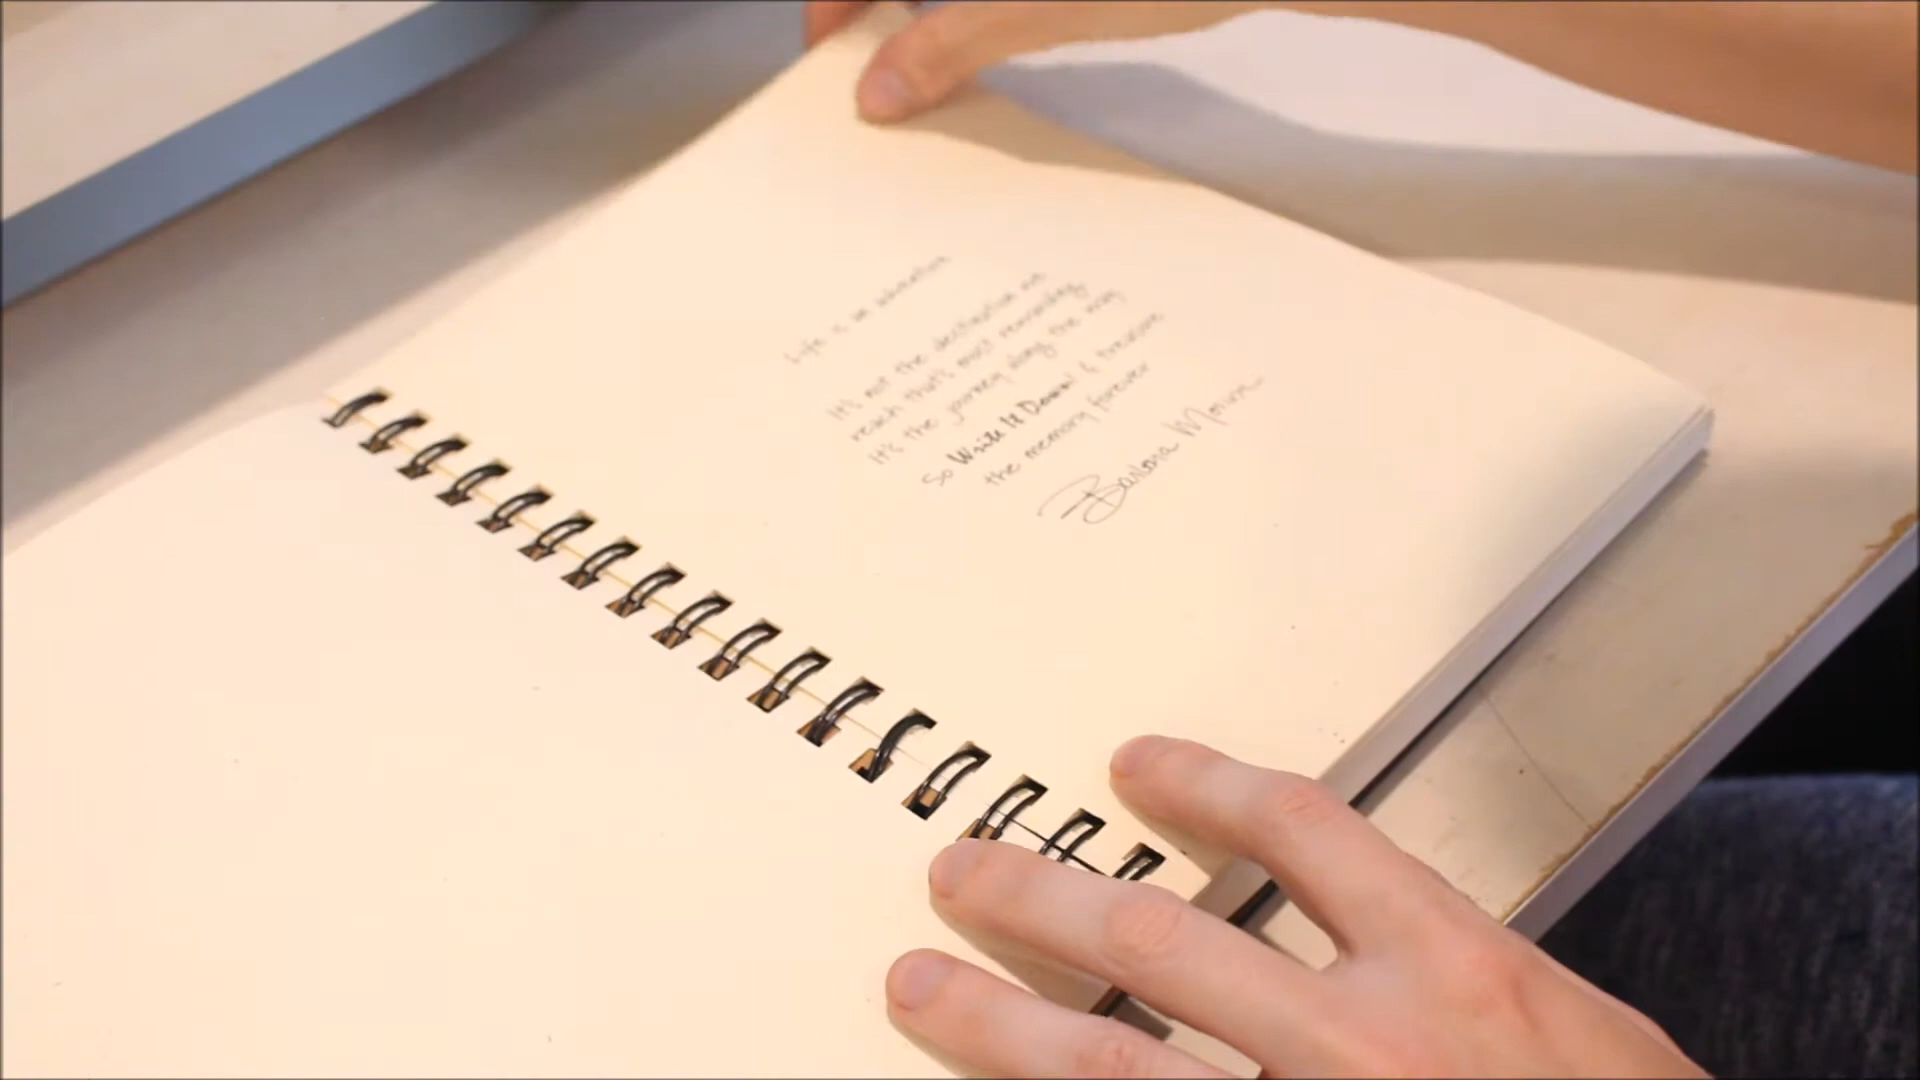 Life is an adventure
It's not the destination we
reach that's most rewarding
It's the journey along the way
So Write It Down! & treasure
the memory forever
Barbara Morina